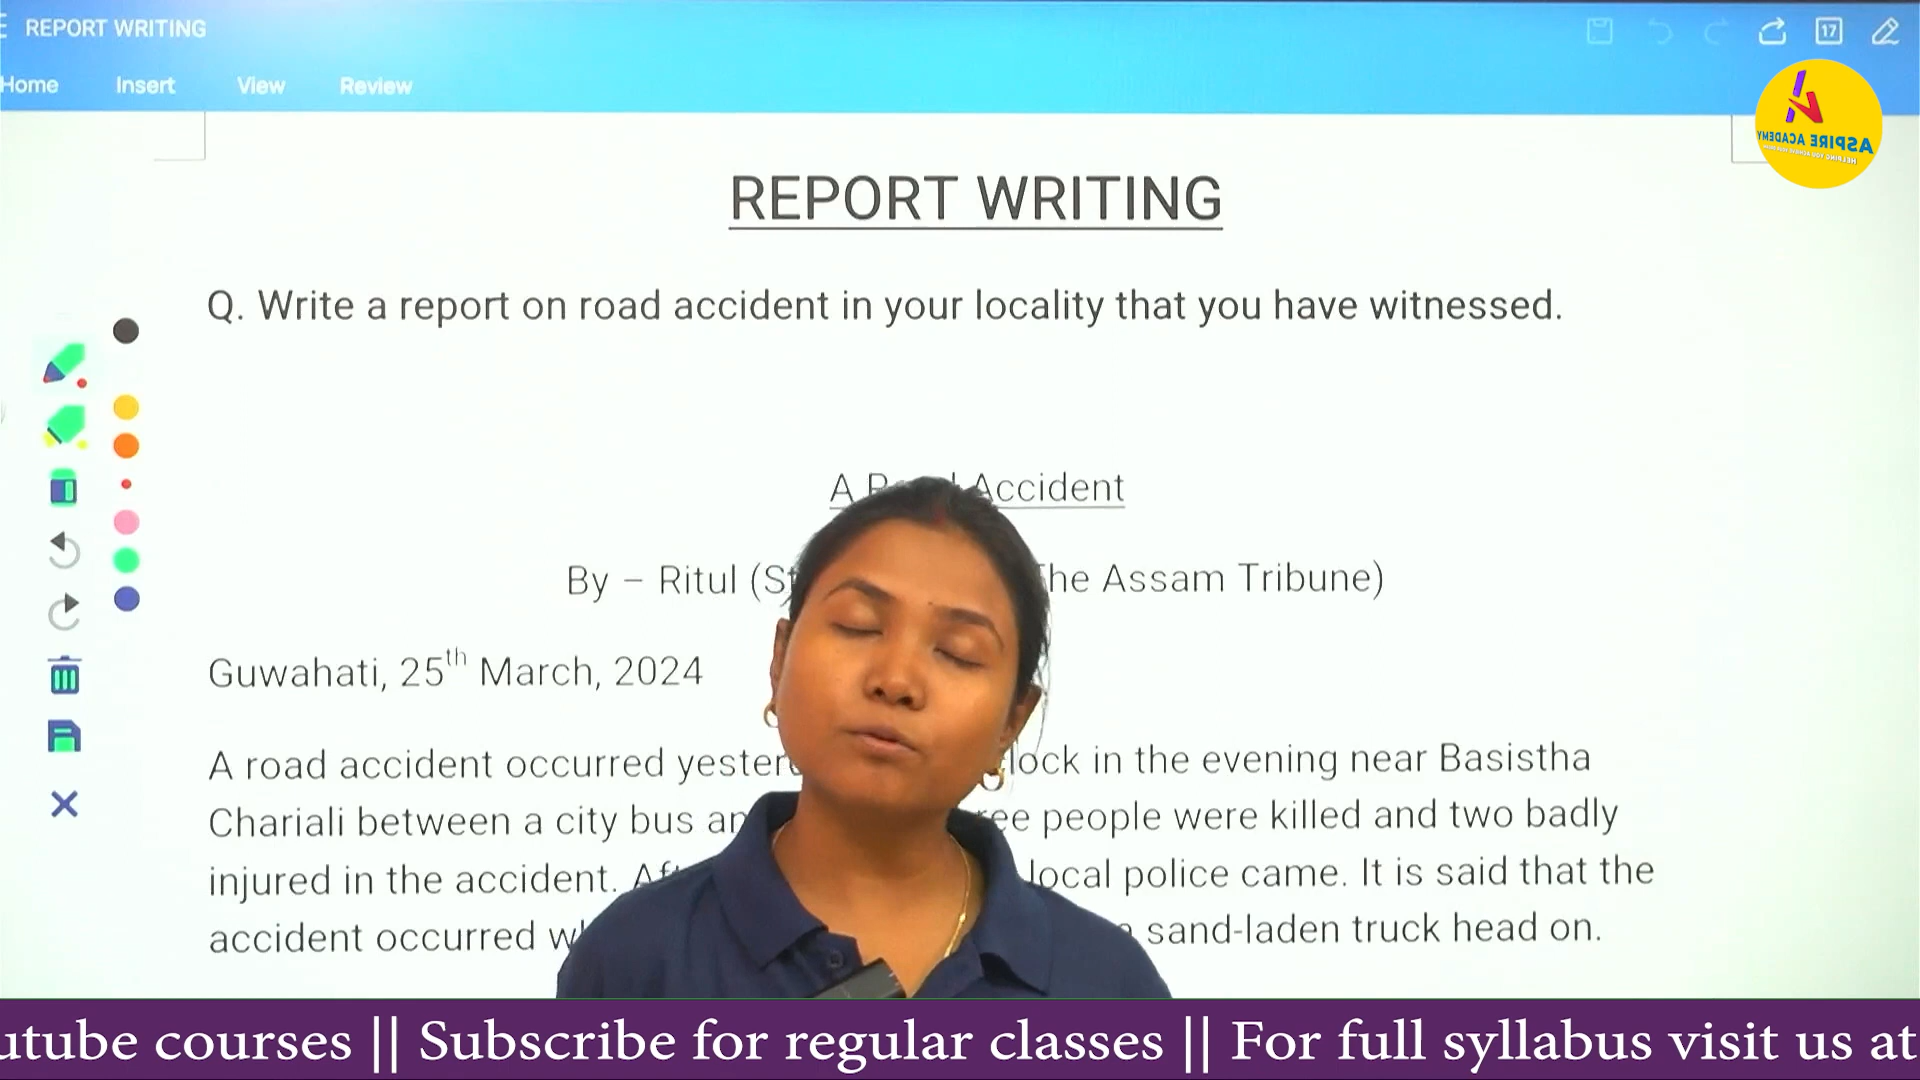 REPORT WRITING
Home Insert View Review
17
ASPIRE ACADEMY
REPORT WRITING
Q. Write a report on road accident in your locality that you have witnessed.
A Accident
By – Ritul The Assam Tribune)
Guwahati, 25th March, 2024
A road accident occurred in the evening near Basistha
Chariali between a city bus people were killed and two badly
injured in the accident. local police came. It is said that the
accident occurred sand-laden truck head on.
utube courses || Subscribe for regular classes || For full syllabus visit us at